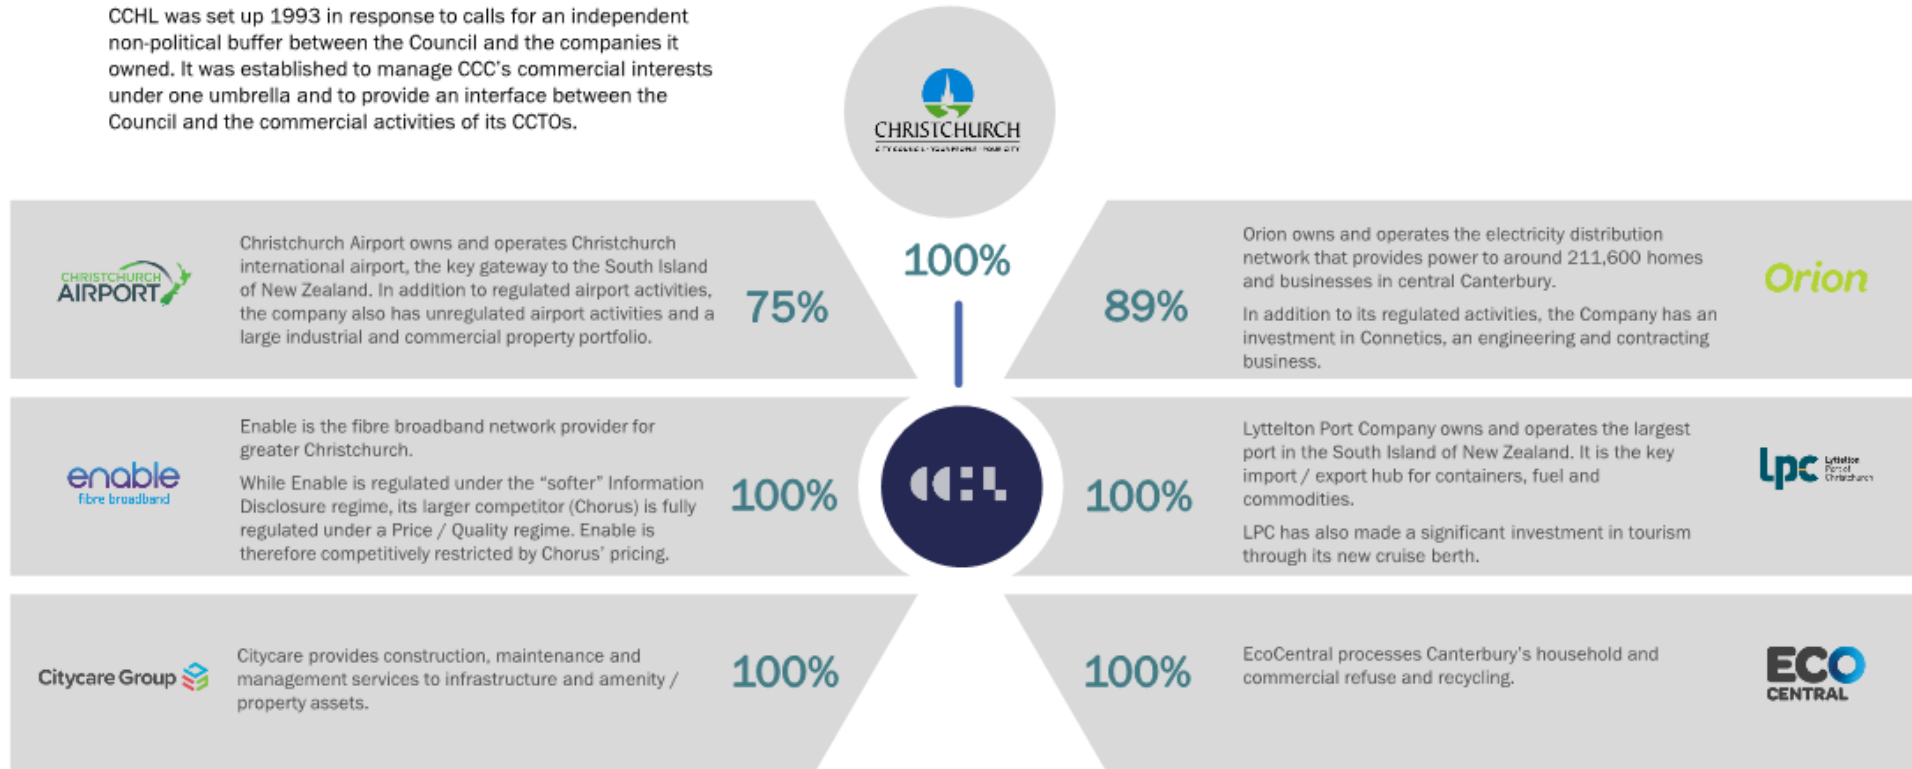 CCHL was set up 1993 in response to calls for an independent
non-political buffer between the Council and the companies it
owned. It was established to manage CCC's commercial interests
under one umbrella and to provide an interface between the
Council and the commercial activities of its CCTOs.
CHRISTCHURCH
100%
CHRISTCHURCH
AIRPORT
Christchurch Airport owns and operates Christchurch
international airport, the key gateway to the South Island
of New Zealand. In addition to regulated airport activities,
the company also has unregulated airport activities and a
large industrial and commercial property portfolio.
75%
89%
Orion owns and operates the electricity distribution
network that provides power to around 211,600 homes
and businesses in central Canterbury.
In addition to its regulated activities, the Company has an
investment in Connetics, an engineering and contracting
business.
Orion
enable
fibre broadband
Enable is the fibre broadband network provider for
greater Christchurch.
While Enable is regulated under the “softer” Information
Disclosure regime, its larger competitor (Chorus) is fully
regulated under a Price / Quality regime. Enable is
therefore competitively restricted by Chorus’ pricing.
100%
CCHL
100%
Lyttelton Port Company owns and operates the largest
port in the South Island of New Zealand. It is the key
import / export hub for containers, fuel and
commodities.
LPC has also made a significant investment in tourism
through its new cruise berth.
Lpc
Lyttelton
Port of
Christchurch
Citycare Group
Citycare provides construction, maintenance and
management services to infrastructure and amenity /
property assets.
100%
100%
EcoCentral processes Canterbury's household and
commercial refuse and recycling.
ECO
CENTRAL